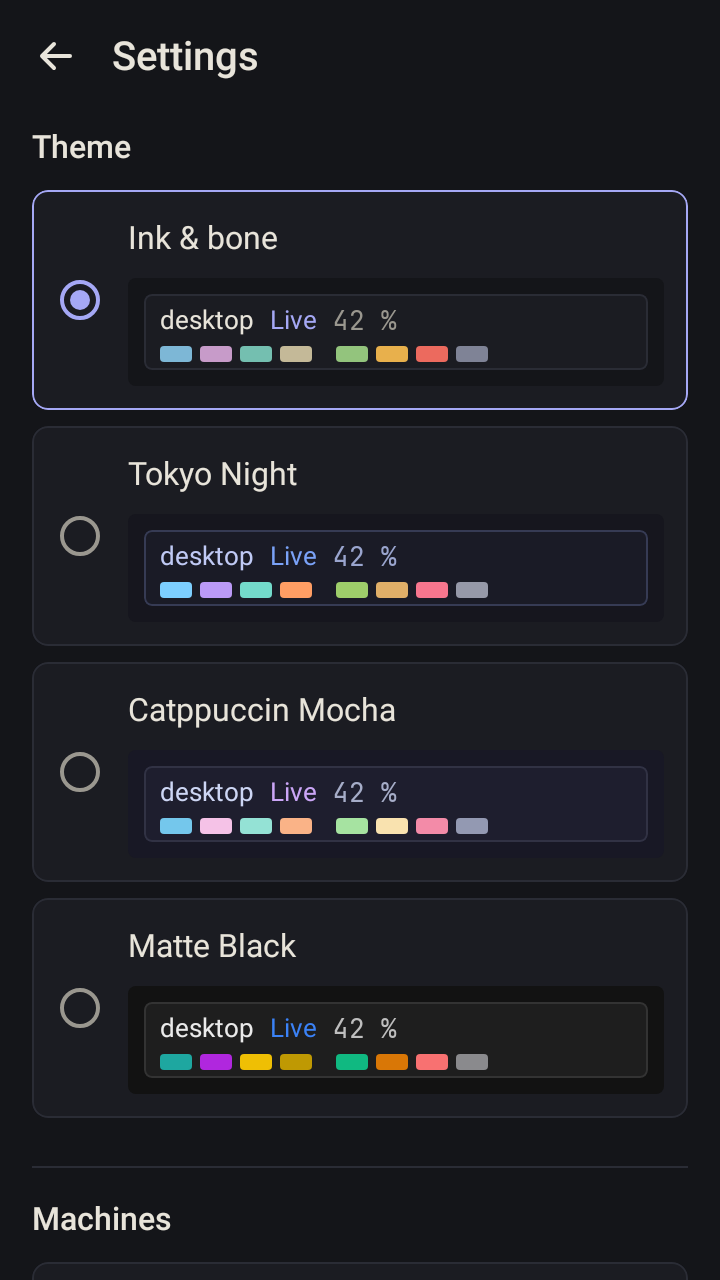 Settings
Theme
Ink & bone
desktop Live 42 %
Tokyo Night
desktop Live 42 %
Catppuccin Mocha
desktop Live 42 %
Matte Black
desktop Live 42 %
Machines